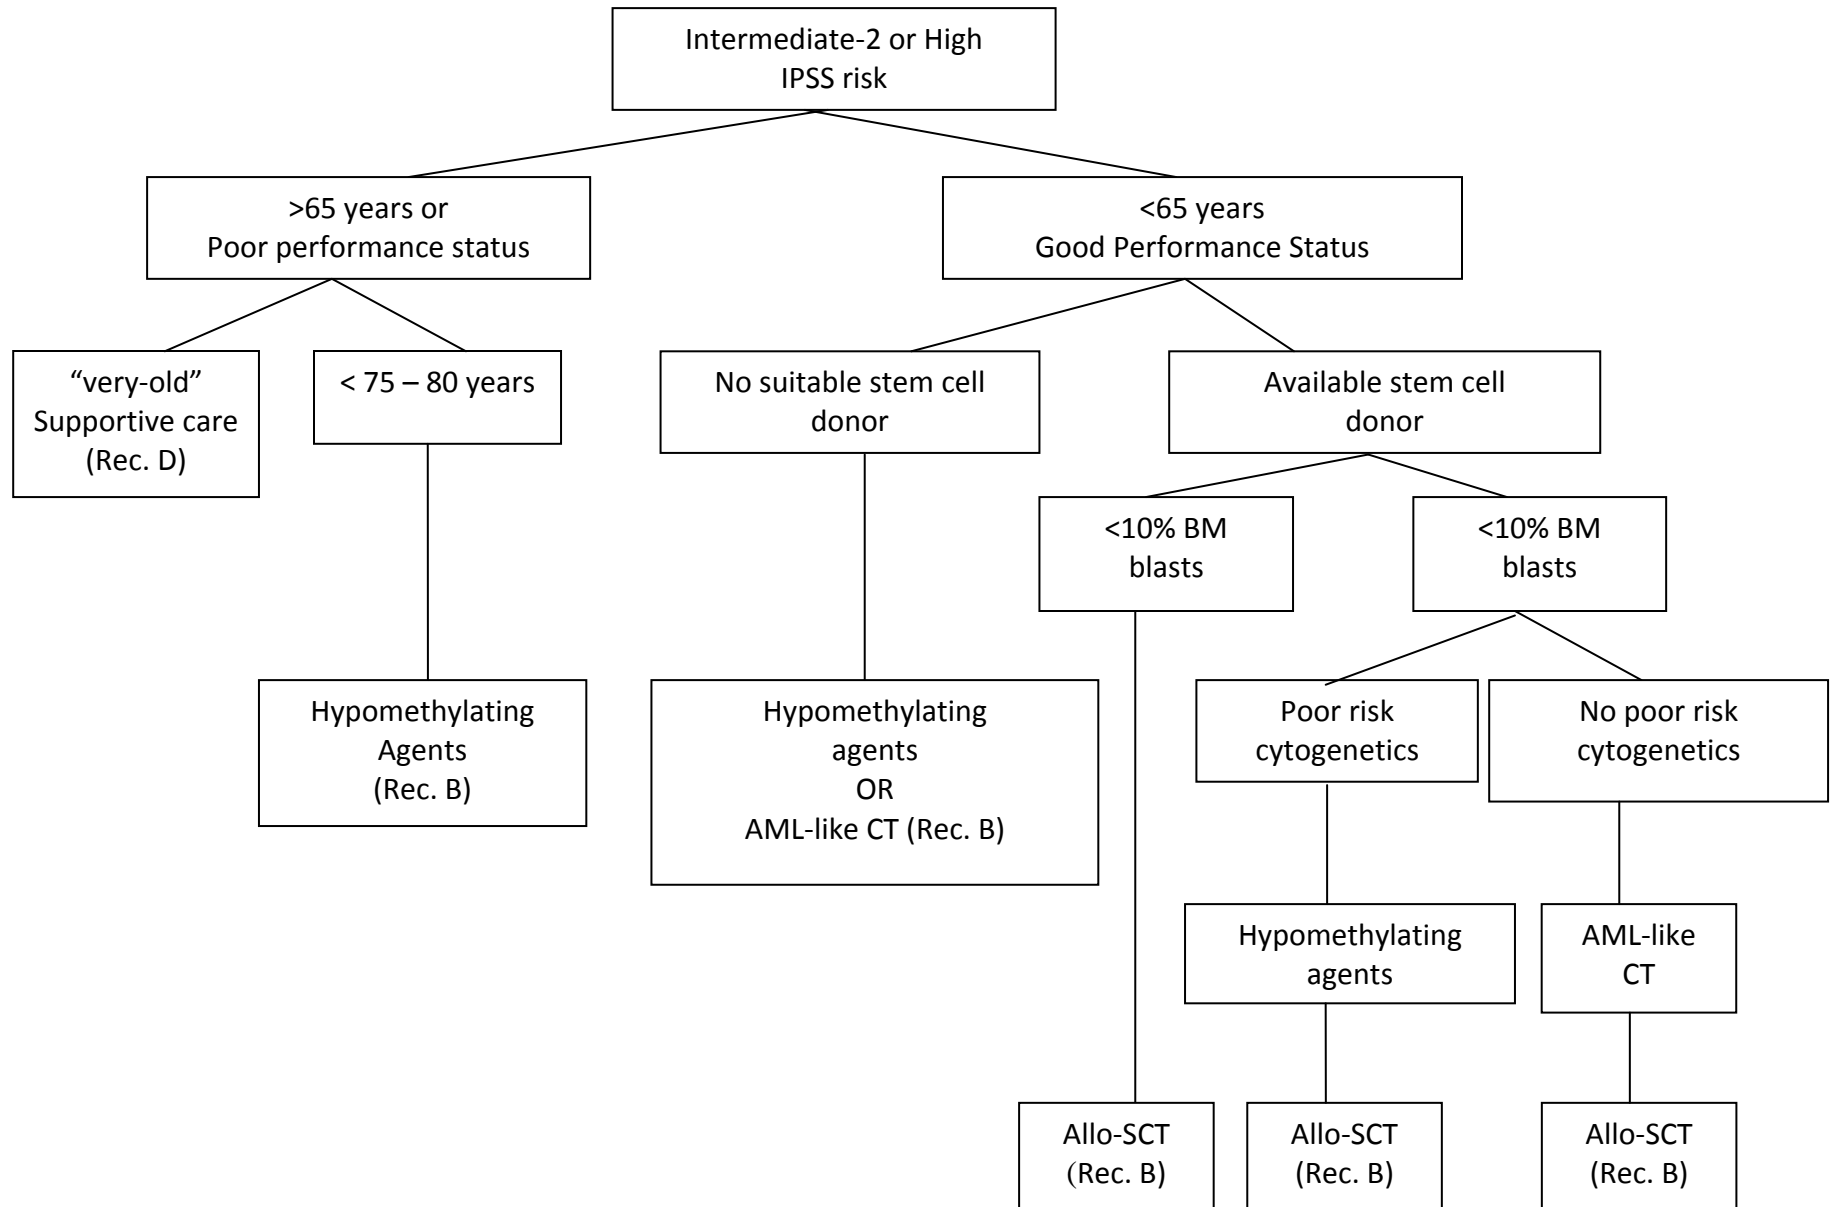 Intermediate-2 or High
IPSS risk
>65 years or
Poor performance status
<65 years
Good Performance Status
“very-old”
Supportive care
(Rec. D)
< 75 – 80 years
No suitable stem cell
donor
Available stem cell
donor
<10% BM
blasts
<10% BM
blasts
Hypomethylating
Agents
(Rec. B)
Hypomethylating
agents
OR
AML-like CT (Rec. B)
Poor risk
cytogenetics
No poor risk
cytogenetics
Hypomethylating
agents
AML-like
CT
Allo-SCT
(Rec. B)
Allo-SCT
(Rec. B)
Allo-SCT
(Rec. B)